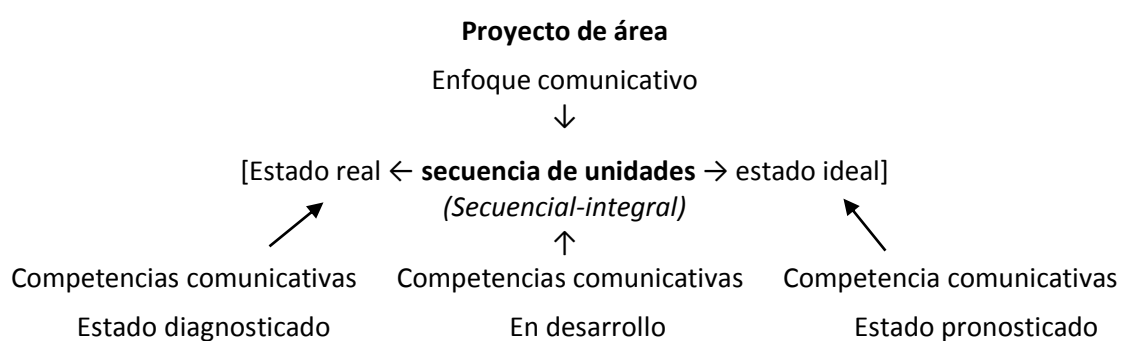 Proyecto de área
Enfoque comunicativo
↓
[Estado real ← secuencia de unidades → estado ideal]
(Secuencial-integral)
↑
Competencias comunicativas Competencias comunicativas Competencia comunicativas
Estado diagnosticado En desarrollo Estado pronosticado